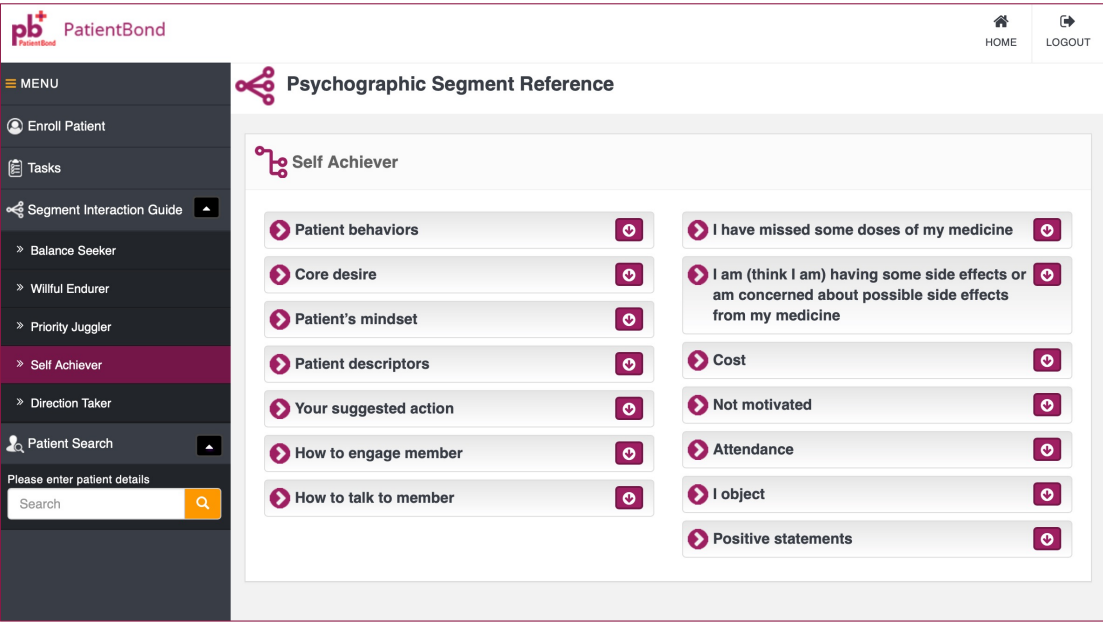 pb
PatientBond
PatientBond
HOME
LOGOUT
MENU
Enroll Patient
Tasks
Segment Interaction Guide
» Balance Seeker
» Willful Endurer
» Priority Juggler
» Self Achiever
» Direction Taker
Patient Search
Please enter patient details
Search
Psychographic Segment Reference
Self Achiever
Patient behaviors
Core desire
Patient’s mindset
Patient descriptors
Your suggested action
How to engage member
How to talk to member
I have missed some doses of my medicine
I am (think I am) having some side effects or
am concerned about possible side effects
from my medicine
Cost
Not motivated
Attendance
I object
Positive statements